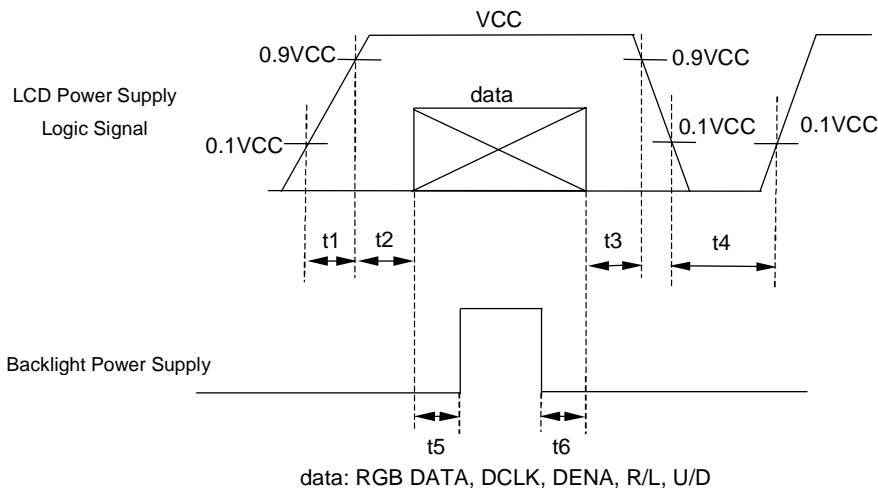 VCC
0.9VCC
0.9VCC
LCD Power Supply
Logic Signal
data
0.1VCC
0.1VCC
0.1VCC
t1
t2
t3
t4
Backlight Power Supply
t5
t6
data: RGB DATA, DCLK, DENA, R/L, U/D